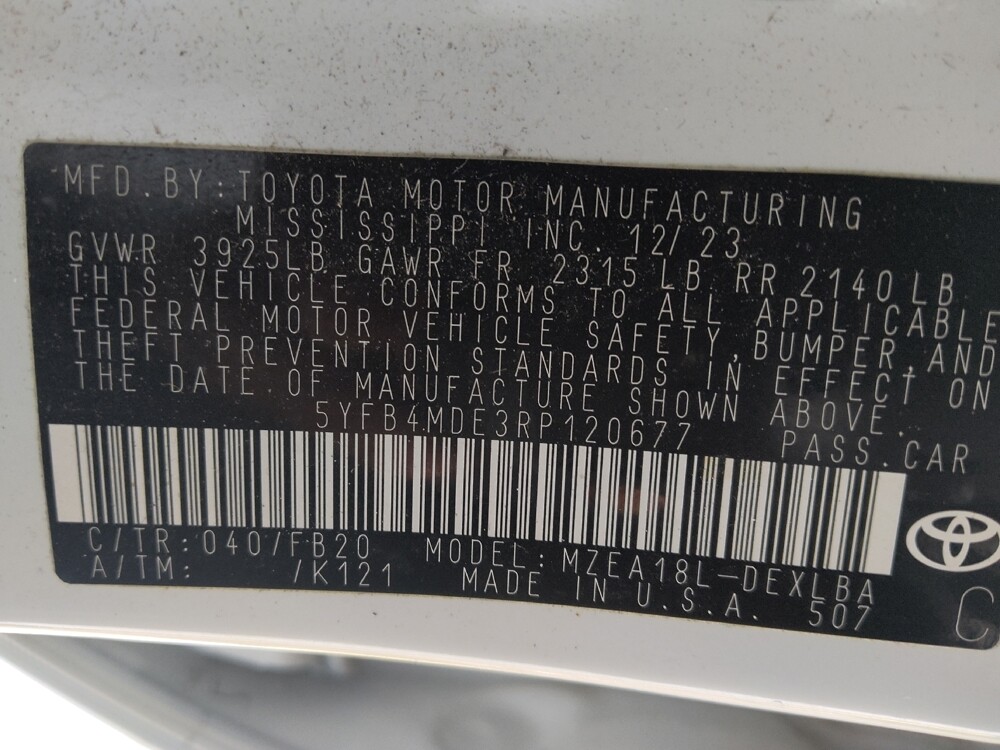 MFD.BY:TOYOTA MOTOR MANUFACTURING
MISSISSIPPI INC. 12/23
GVWR 3925LB GAWR FR 2315 LB RR 2140 LB
THIS VEHICLE CONFORMS TO ALL APPLICABLE
FEDERAL MOTOR VEHICLE SAFETY,BUMPER,AND
THEFT PREVENTION STANDARDS IN EFFECT ON
THE DATE OF MANUFACTURE SHOWN ABOVE.
5YFB4MDE3RP120677 PASS.CAR
C/TR:040/FB20 MODEL:MZEA18L-DEXLBA
A/TM: /K121 MADE IN U.S.A. 507
C